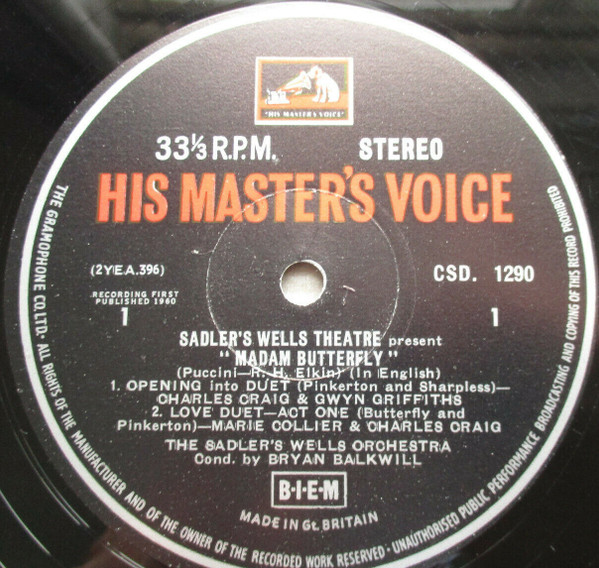 "HIS MASTER'S VOICE"
33⅓ R.P.M. STEREO
HIS MASTER'S VOICE
(2YEA.396) CSD. 1290
RECORDING FIRST
PUBLISHED 1960
1 1
SADLER'S WELLS THEATRE present
"MADAM BUTTERFLY"
(Puccini—R. H. Elkin) (In English)
1. OPENING into DUET (Pinkerton and Sharpless)—
CHARLES CRAIG & GWYN GRIFFITHS
2. LOVE DUET—ACT ONE (Butterfly and
Pinkerton)—MARIE COLLIER & CHARLES CRAIG
THE SADLER'S WELLS ORCHESTRA
Cond. by BRYAN BALKWILL
B·I·E·M
MADE IN Gt. BRITAIN
THE GRAMOPHONE CO. LTD. ALL RIGHTS OF THE MANUFACTURER AND OF THE OWNER OF THE RECORDED WORK RESERVED · UNAUTHORISED PUBLIC PERFORMANCE BROADCASTING AND COPYING OF THIS RECORD PROHIBITED